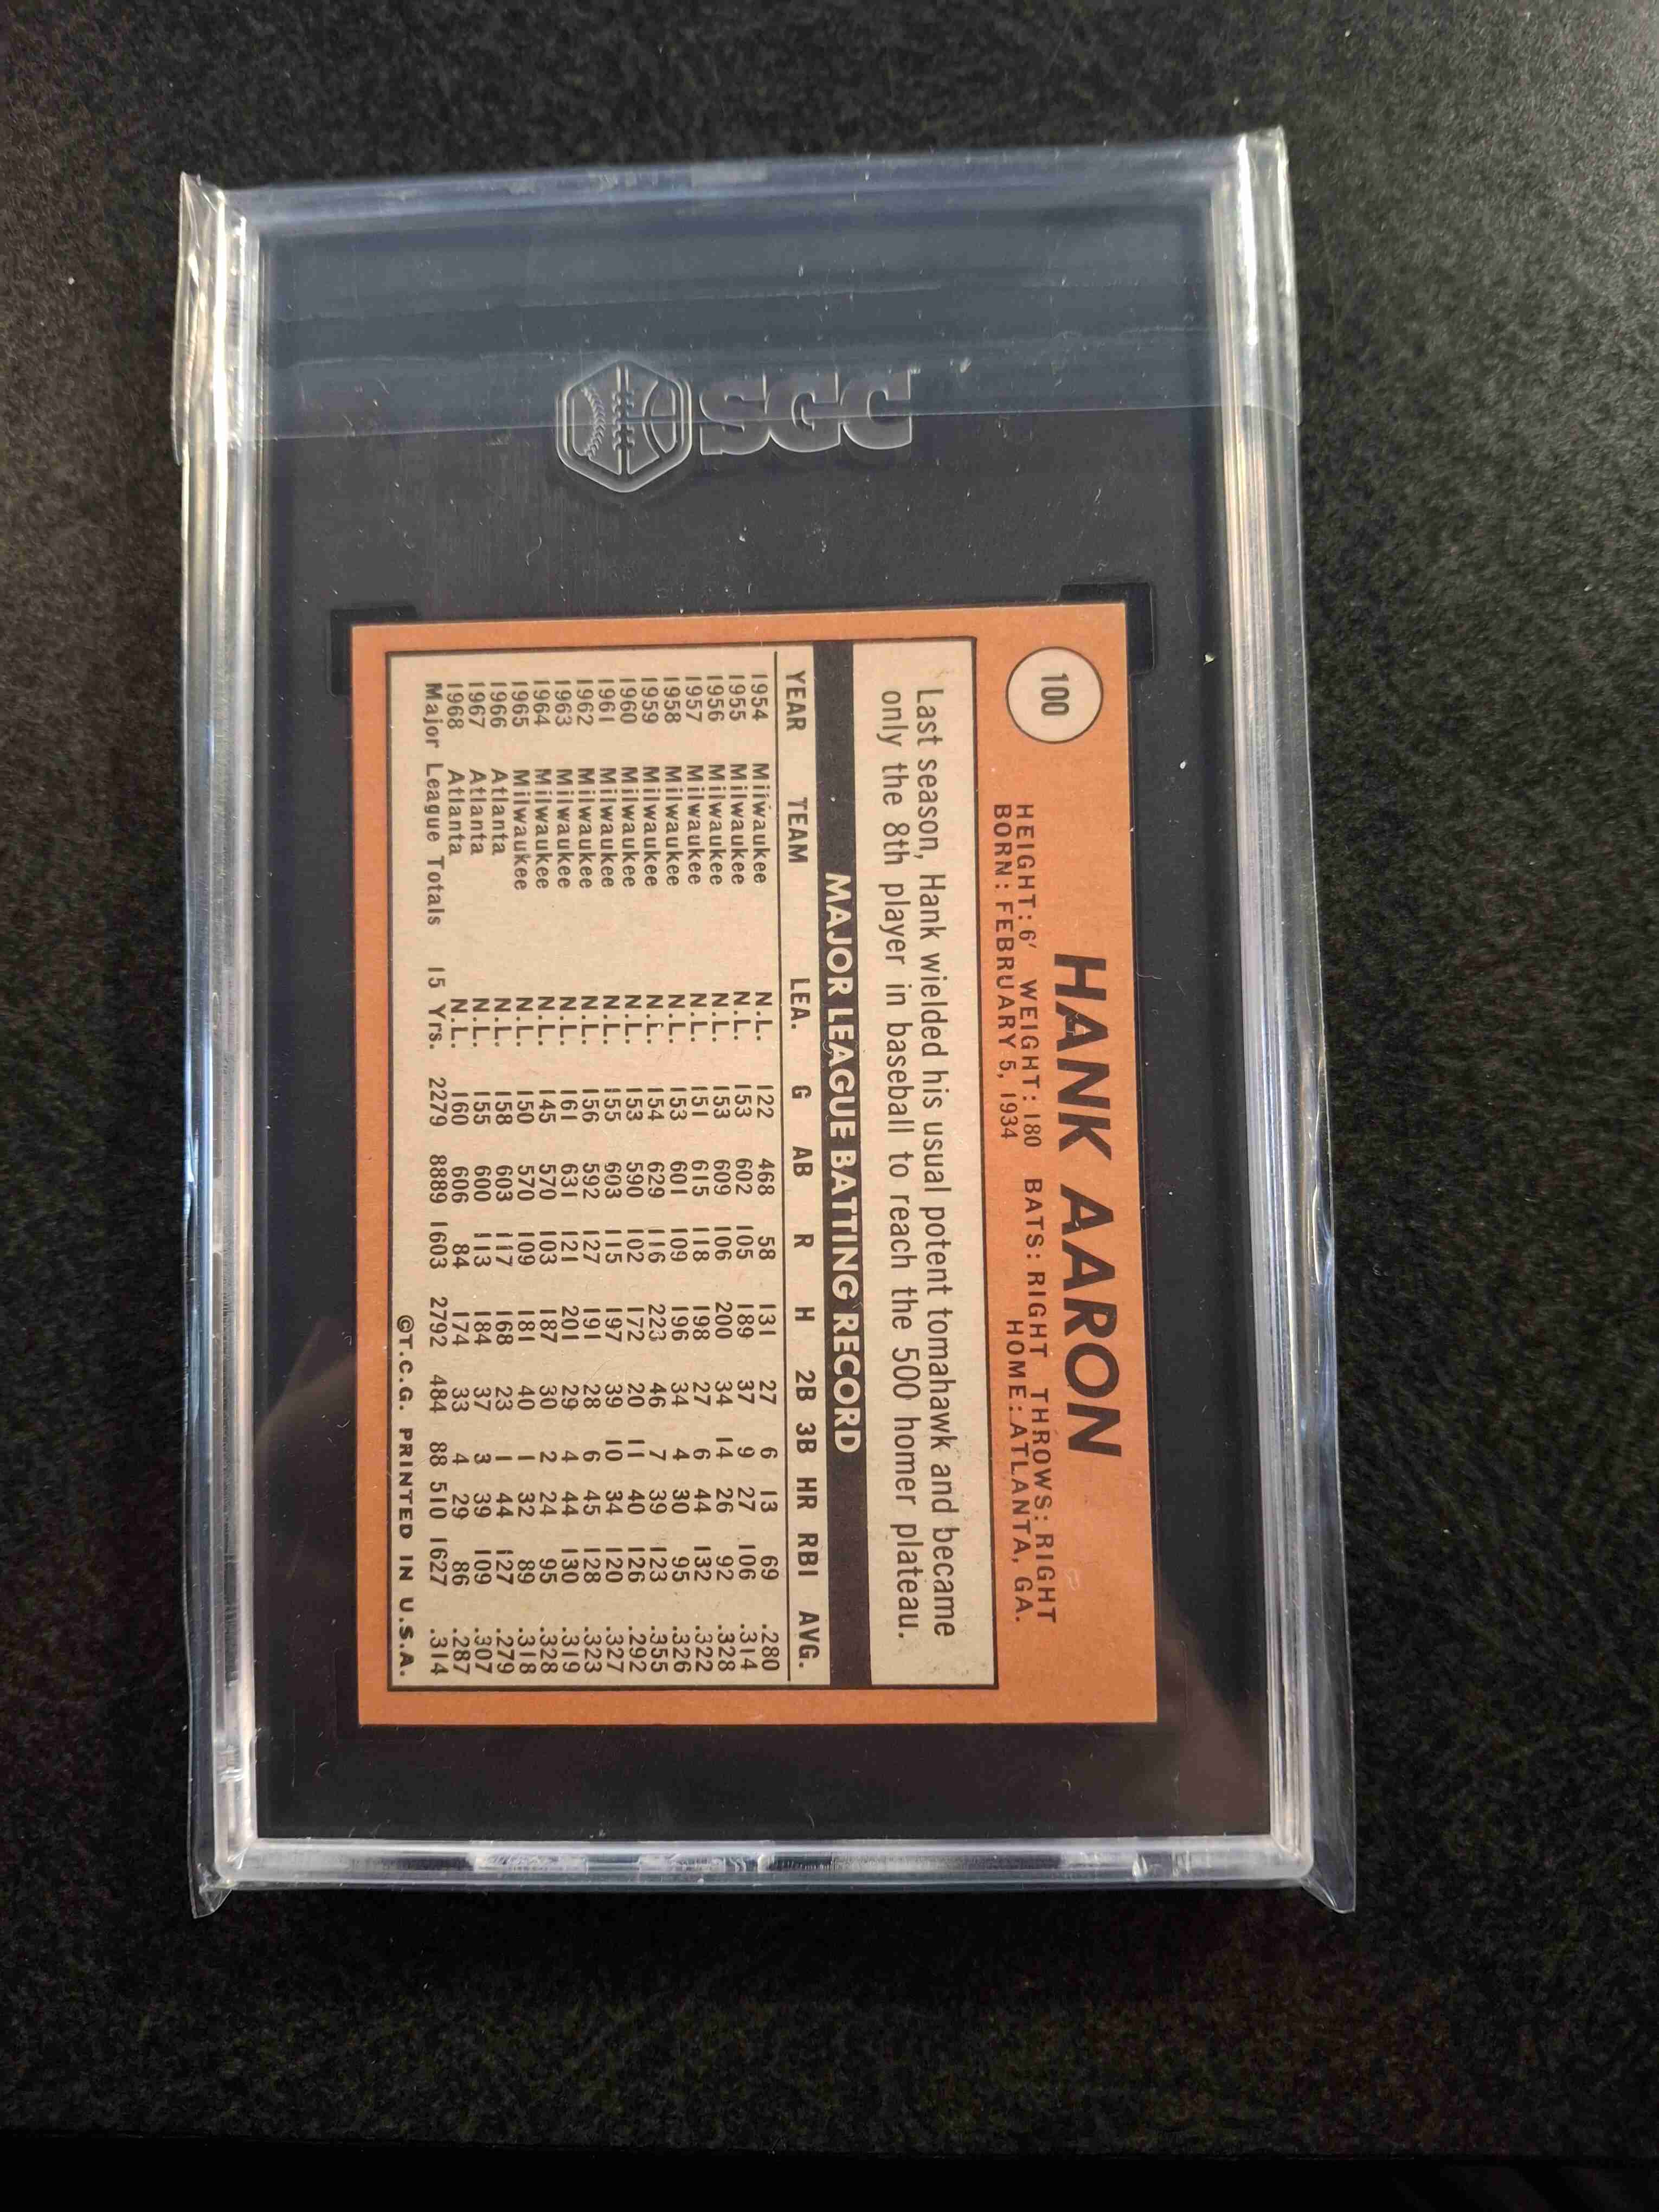 SGC
100
HANK AARON
HEIGHT: 6' WEIGHT: 180 BATS: RIGHT THROWS: RIGHT
BORN: FEBRUARY 5, 1934 HOME: ATLANTA, GA.
Last season, Hank wielded his usual potent tomahawk and became
only the 8th player in baseball to reach the 500 homer plateau.
MAJOR LEAGUE BATTING RECORD
YEAR TEAM LEA. G AB R H 2B 3B HR RBI AVG.
1954 Milwaukee N.L. 122 468 58 131 27 6 13 69 .280
1955 Milwaukee N.L. 153 602 105 189 37 9 27 106 .314
1956 Milwaukee N.L. 153 609 106 200 34 14 26 92 .328
1957 Milwaukee N.L. 151 615 118 198 27 6 44 132 .322
1958 Milwaukee N.L. 153 601 109 196 34 4 30 95 .326
1959 Milwaukee N.L. 154 629 116 223 46 7 39 123 .355
1960 Milwaukee N.L. 153 590 102 172 20 11 40 126 .292
1961 Milwaukee N.L. 155 603 115 197 39 10 34 120 .327
1962 Milwaukee N.L. 156 592 127 191 28 6 45 128 .323
1963 Milwaukee N.L. 161 631 121 201 29 4 44 130 .319
1964 Milwaukee N.L. 145 570 103 187 30 2 24 95 .328
1965 Milwaukee N.L. 150 570 109 181 40 1 32 89 .318
1966 Atlanta N.L. 158 603 117 168 23 1 44 127 .279
1967 Atlanta N.L. 155 600 113 184 37 3 39 109 .307
1968 Atlanta N.L. 160 606 84 174 33 4 29 86 .287
Major League Totals 15 Yrs. 2279 8889 1603 2792 484 88 510 1627 .314
©T.C.G. PRINTED IN U.S.A.